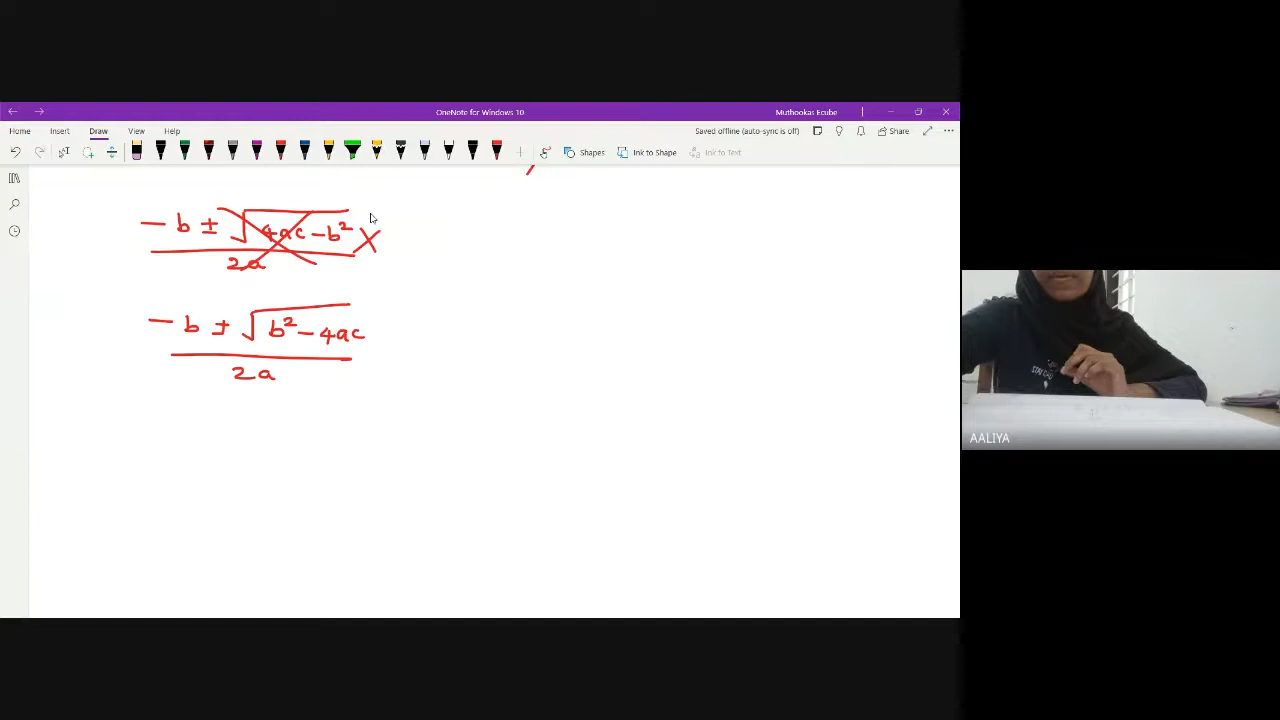 OneNote for Windows 10
Muthookas Ecube
Home Insert Draw View Help
Saved offline (auto-sync is off)
Share
Shapes
Ink to Shape
Ink to Text
− b ± √4ac − b² X
2a
− b ± √b² − 4ac
2a
AALIYA